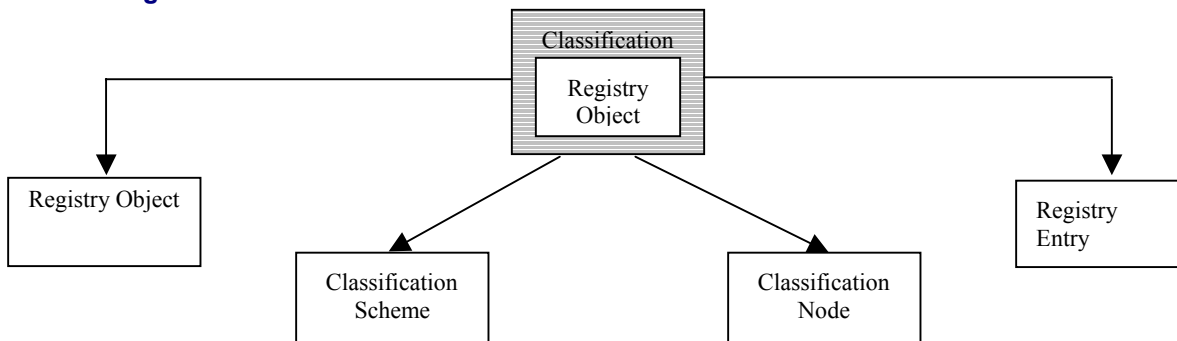 Classification
Registry
Object
Registry Object
Registry
Entry
Classification
Scheme
Classification
Node